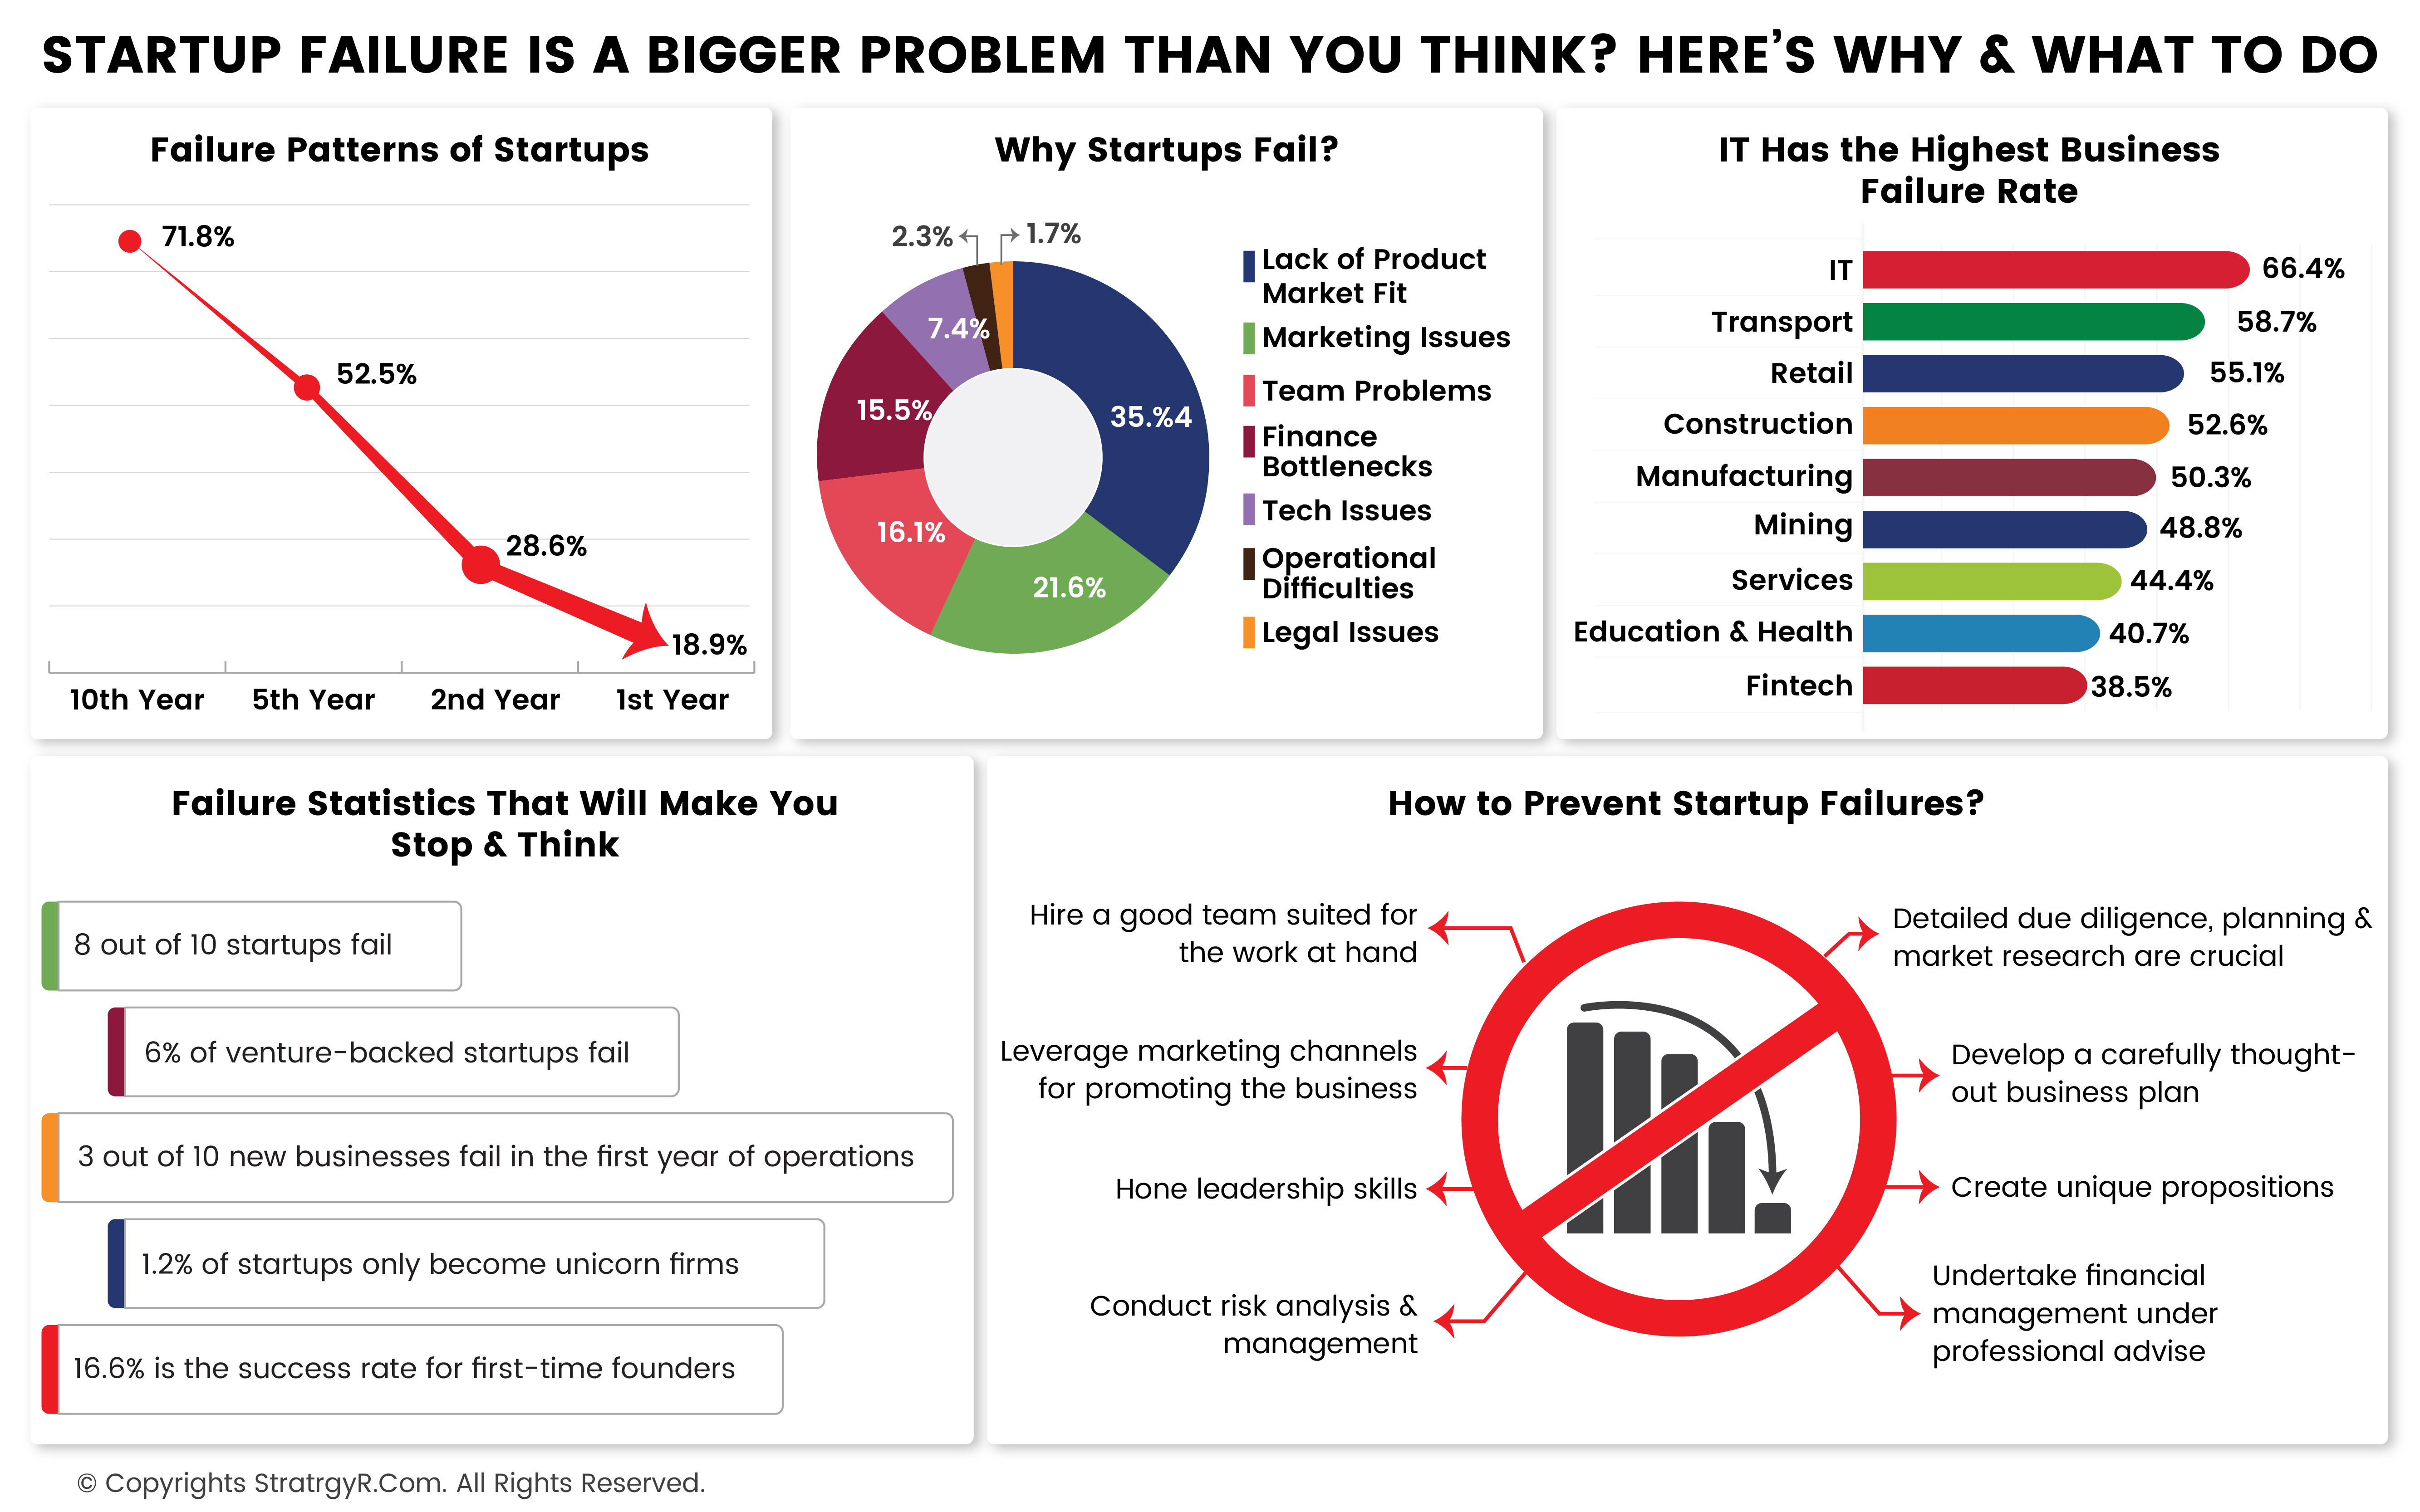 STARTUP FAILURE IS A BIGGER PROBLEM THAN YOU THINK? HERE’S WHY & WHAT TO DO
Failure Patterns of Startups
71.8%
52.5%
28.6%
18.9%
10th Year
5th Year
2nd Year
1st Year
Why Startups Fail?
2.3%
1.7%
7.4%
15.5%
35.%4
16.1%
21.6%
Lack of Product
Market Fit
Marketing Issues
Team Problems
Finance
Bottlenecks
Tech Issues
Operational
Difficulties
Legal Issues
IT Has the Highest Business
Failure Rate
IT 66.4%
Transport 58.7%
Retail 55.1%
Construction 52.6%
Manufacturing 50.3%
Mining 48.8%
Services 44.4%
Education & Health 40.7%
Fintech 38.5%
Failure Statistics That Will Make You
Stop & Think
8 out of 10 startups fail
6% of venture-backed startups fail
3 out of 10 new businesses fail in the first year of operations
1.2% of startups only become unicorn firms
16.6% is the success rate for first-time founders
How to Prevent Startup Failures?
Hire a good team suited for
the work at hand
Leverage marketing channels
for promoting the business
Hone leadership skills
Conduct risk analysis &
management
Detailed due diligence, planning &
market research are crucial
Develop a carefully thought-
out business plan
Create unique propositions
Undertake financial
management under
professional advise
© Copyrights StratrgyR.Com. All Rights Reserved.